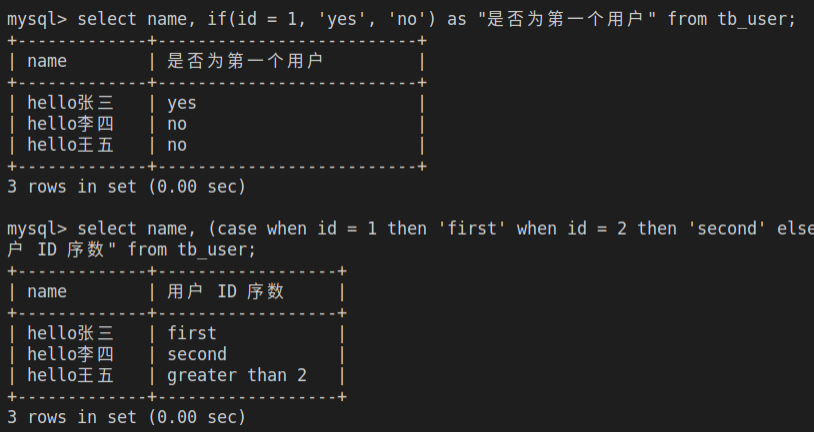 mysql> select name, if(id = 1, 'yes', 'no') as "是否为第一个用户" from tb_user;
+-------------+--------------------------+
| name        | 是否为第一个用户         |
+-------------+--------------------------+
| hello张三   | yes                      |
| hello李四   | no                       |
| hello王五   | no                       |
+-------------+--------------------------+
3 rows in set (0.00 sec)
mysql> select name, (case when id = 1 then 'first' when id = 2 then 'second' else
户 ID 序数" from tb_user;
+-------------+------------------+
| name        | 用户 ID 序数     |
+-------------+------------------+
| hello张三   | first            |
| hello李四   | second           |
| hello王五   | greater than 2   |
+-------------+------------------+
3 rows in set (0.00 sec)